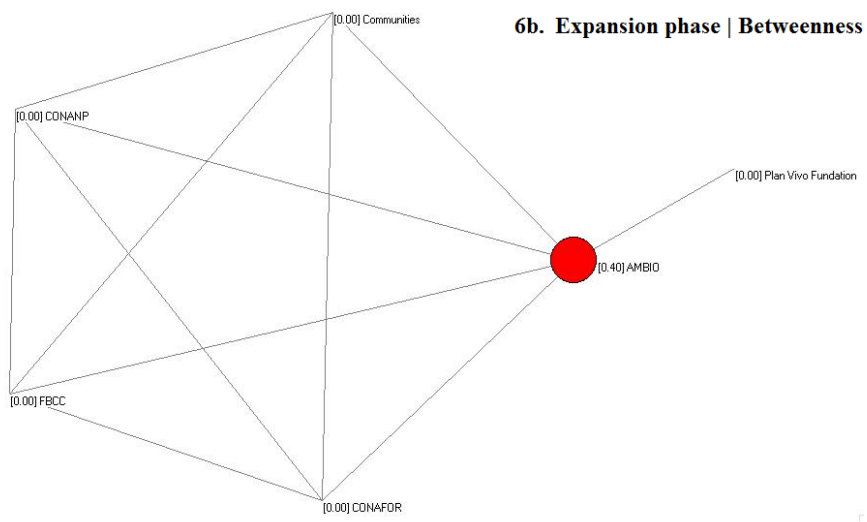 6b. Expansion phase | Betweenness
[0.00] Communities
[0.00] CONANP
[0.00] Plan Vivo Fundation
[0.40] AMBIO
[0.00] FBCC
[0.00] CONAFOR